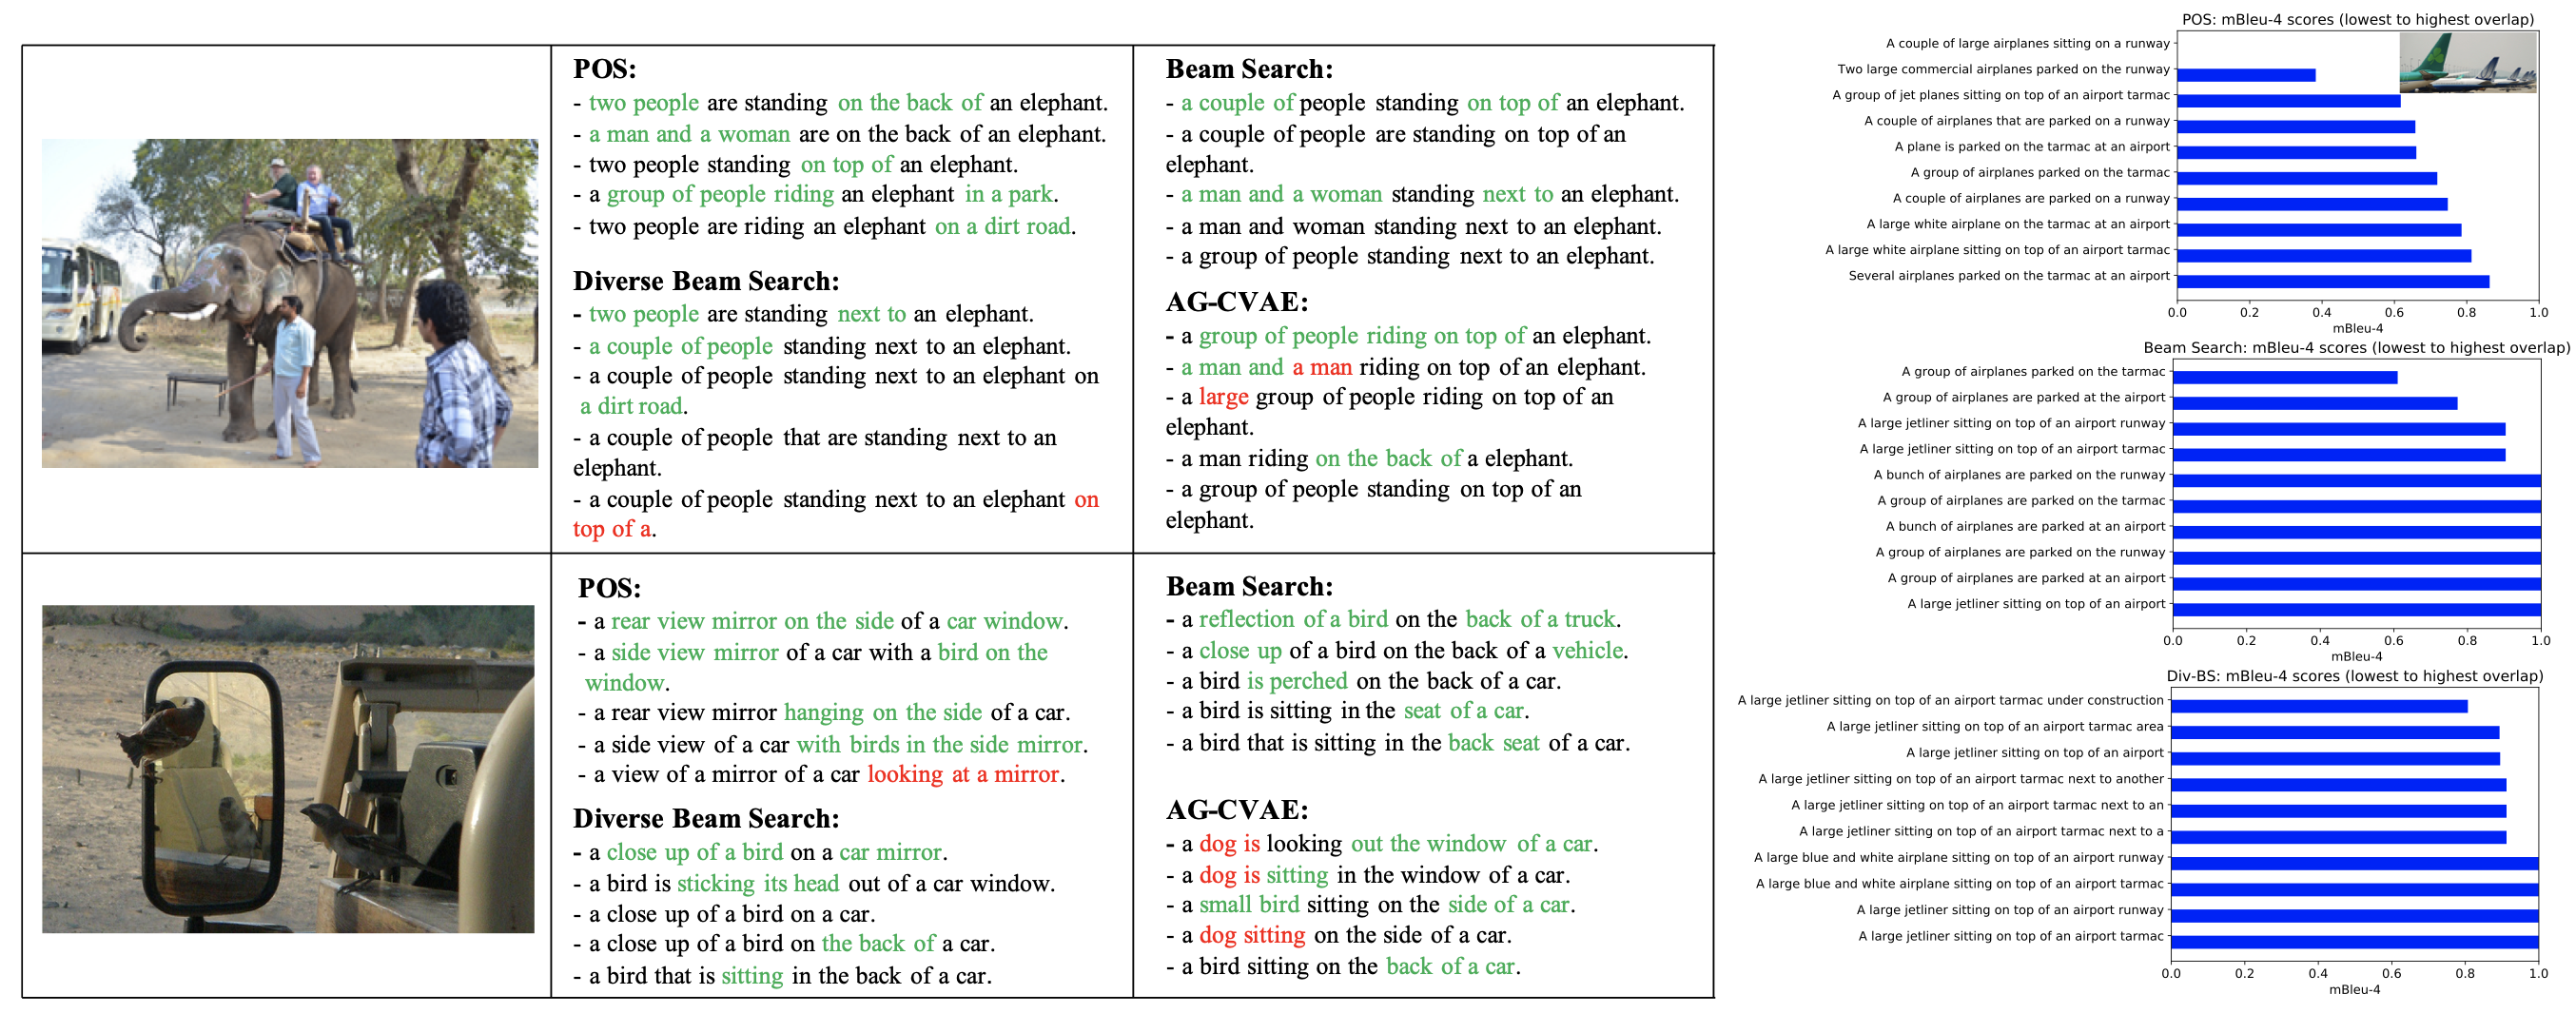 POS:
- two people are standing on the back of an elephant.
- a man and a woman are on the back of an elephant.
- two people standing on top of an elephant.
- a group of people riding an elephant in a park.
- two people are riding an elephant on a dirt road.
Diverse Beam Search:
- two people are standing next to an elephant.
- a couple of people standing next to an elephant.
- a couple of people standing next to an elephant on
a dirt road.
- a couple of people that are standing next to an
elephant.
- a couple of people standing next to an elephant on
top of a.
Beam Search:
- a couple of people standing on top of an elephant.
- a couple of people are standing on top of an
elephant.
- a man and a woman standing next to an elephant.
- a man and woman standing next to an elephant.
- a group of people standing next to an elephant.
AG-CVAE:
- a group of people riding on top of an elephant.
- a man and a man riding on top of an elephant.
- a large group of people riding on top of an
elephant.
- a man riding on the back of a elephant.
- a group of people standing on top of an
elephant.
POS:
- a rear view mirror on the side of a car window.
- a side view mirror of a car with a bird on the
window.
- a rear view mirror hanging on the side of a car.
- a side view of a car with birds in the side mirror.
- a view of a mirror of a car looking at a mirror.
Diverse Beam Search:
- a close up of a bird on a car mirror.
- a bird is sticking its head out of a car window.
- a close up of a bird on a car.
- a close up of a bird on the back of a car.
- a bird that is sitting in the back of a car.
Beam Search:
- a reflection of a bird on the back of a truck.
- a close up of a bird on the back of a vehicle.
- a bird is perched on the back of a car.
- a bird is sitting in the seat of a car.
- a bird that is sitting in the back seat of a car.
AG-CVAE:
- a dog is looking out the window of a car.
- a dog is sitting in the window of a car.
- a small bird sitting on the side of a car.
- a dog sitting on the side of a car.
- a bird sitting on the back of a car.
POS: mBleu-4 scores (lowest to highest overlap)
A couple of large airplanes sitting on a runway
Two large commercial airplanes parked on the runway
A group of jet planes sitting on top of an airport tarmac
A couple of airplanes that are parked on a runway
A plane is parked on the tarmac at an airport
A group of airplanes parked on the tarmac
A couple of airplanes are parked on a runway
A large white airplane on the tarmac at an airport
A large white airplane sitting on top of an airport tarmac
Several airplanes parked on the tarmac at an airport
0.0 0.2 0.4 0.6 0.8 1.0
mBleu-4
Beam Search: mBleu-4 scores (lowest to highest overlap)
A group of airplanes parked on the tarmac
A group of airplanes are parked at the airport
A large jetliner sitting on top of an airport runway
A large jetliner sitting on top of an airport tarmac
A bunch of airplanes are parked on the runway
A group of airplanes are parked on the tarmac
A bunch of airplanes are parked at an airport
A group of airplanes are parked on the runway
A group of airplanes are parked at an airport
A large jetliner sitting on top of an airport
0.0 0.2 0.4 0.6 0.8 1.0
mBleu-4
Div-BS: mBleu-4 scores (lowest to highest overlap)
A large jetliner sitting on top of an airport tarmac under construction
A large jetliner sitting on top of an airport tarmac area
A large jetliner sitting on top of an airport
A large jetliner sitting on top of an airport tarmac next to another
A large jetliner sitting on top of an airport tarmac next to an
A large jetliner sitting on top of an airport tarmac next to a
A large blue and white airplane sitting on top of an airport runway
A large blue and white airplane sitting on top of an airport tarmac
A large jetliner sitting on top of an airport runway
A large jetliner sitting on top of an airport tarmac
0.0 0.2 0.4 0.6 0.8 1.0
mBleu-4